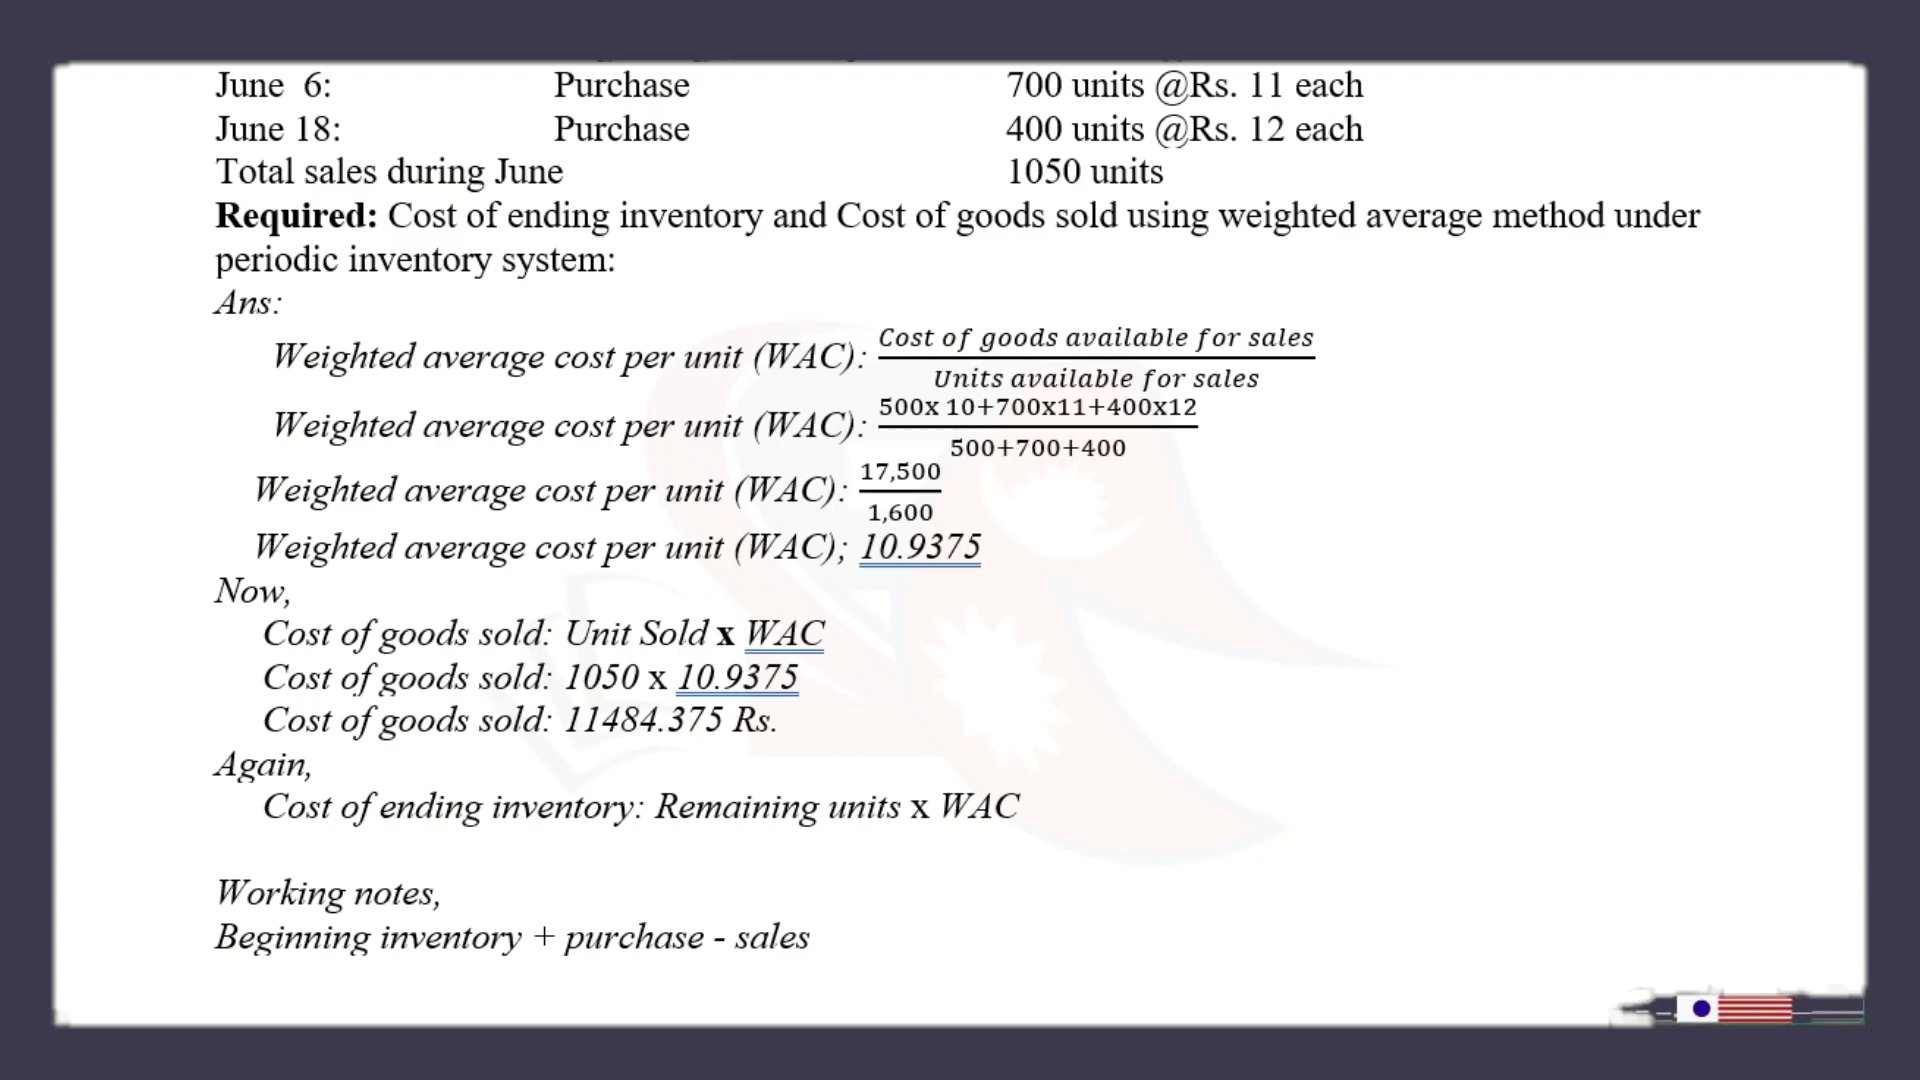 June 6: Purchase 700 units @Rs. 11 each
June 18: Purchase 400 units @Rs. 12 each
Total sales during June 1050 units
Required: Cost of ending inventory and Cost of goods sold using weighted average method under
periodic inventory system:
Ans:
Weighted average cost per unit (WAC): Cost of goods available for sales
Units available for sales
Weighted average cost per unit (WAC): 500x 10+700x11+400x12
500+700+400
Weighted average cost per unit (WAC): 17,500
1,600
Weighted average cost per unit (WAC); 10.9375
Now,
Cost of goods sold: Unit Sold x WAC
Cost of goods sold: 1050 x 10.9375
Cost of goods sold: 11484.375 Rs.
Again,
Cost of ending inventory: Remaining units x WAC
Working notes,
Beginning inventory + purchase - sales